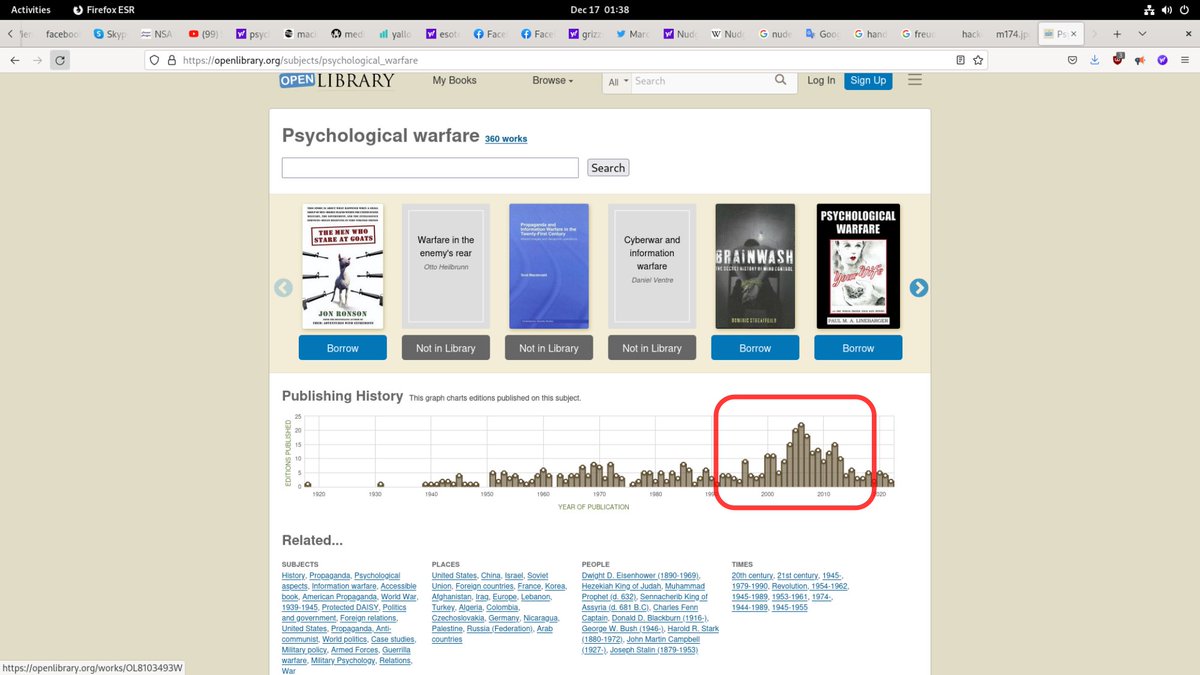 Activities Firefox ESR Dec 17 01:38
facebool Skyp NSA (99) psyc macl med yallo esote Face Face grizz Marc Nude Nude nude Goo hand freud hack m174.jp Ps
https://openlibrary.org/subjects/psychological_warfare
OPEN LIBRARY My Books Browse All Search Log In Sign Up
Psychological warfare 360 works
Search
THE MEN WHO
STARE AT GOATS
JON RONSON
Warfare in the
enemy's rear
Otto Heilbrunn
Propaganda and
Information Warfare in the
Twenty-First Century
Cyberwar and
information
warfare
Daniel Ventre
BRAINWASH
THE SECRET HISTORY OF MIND CONTROL
DOMINIC STREATFEILD
PSYCHOLOGICAL
WARFARE
Your Wife
PAUL M. A. LINEBARGER
Borrow Not in Library Not in Library Not in Library Borrow Borrow
Publishing History This graph charts editions published on this subject.
EDITIONS PUBLISHED
25
20
15
10
5
0
1920 1930 1940 1950 1960 1970 1980 1990 2000 2010 2020
YEAR OF PUBLICATION
Related...
SUBJECTS
History, Propaganda, Psychological
aspects, Information warfare, Accessible
book, American Propaganda, World War,
1939-1945, Protected DAISY, Politics
and government, Foreign relations,
United States, Propaganda, Anti-
communist, World politics, Case studies,
Military policy, Armed Forces, Guerrilla
warfare, Military Psychology, Relations,
War
PLACES
United States, China, Israel, Soviet
Union, Foreign countries, France, Korea,
Afghanistan, Iraq, Europe, Lebanon,
Turkey, Algeria, Colombia,
Czechoslovakia, Germany, Nicaragua,
Palestine, Russia (Federation), Arab
countries
PEOPLE
Dwight D. Eisenhower (1890-1969),
Hezekiah King of Judah, Muḥammad
Prophet (d. 632), Sennacherib King of
Assyria (d. 681 B.C), Charles Fenn
Captain, Donald D. Blackburn (1916-),
George W. Bush (1946-), Harold R. Stark
(1880-1972), John Martin Campbell
(1927-), Joseph Stalin (1879-1953)
TIMES
20th century, 21st century, 1945-,
1979-1990, Revolution, 1954-1962,
1945-1989, 1953-1961, 1974-,
1944-1989, 1945-1955
https://openlibrary.org/works/OL8103493W